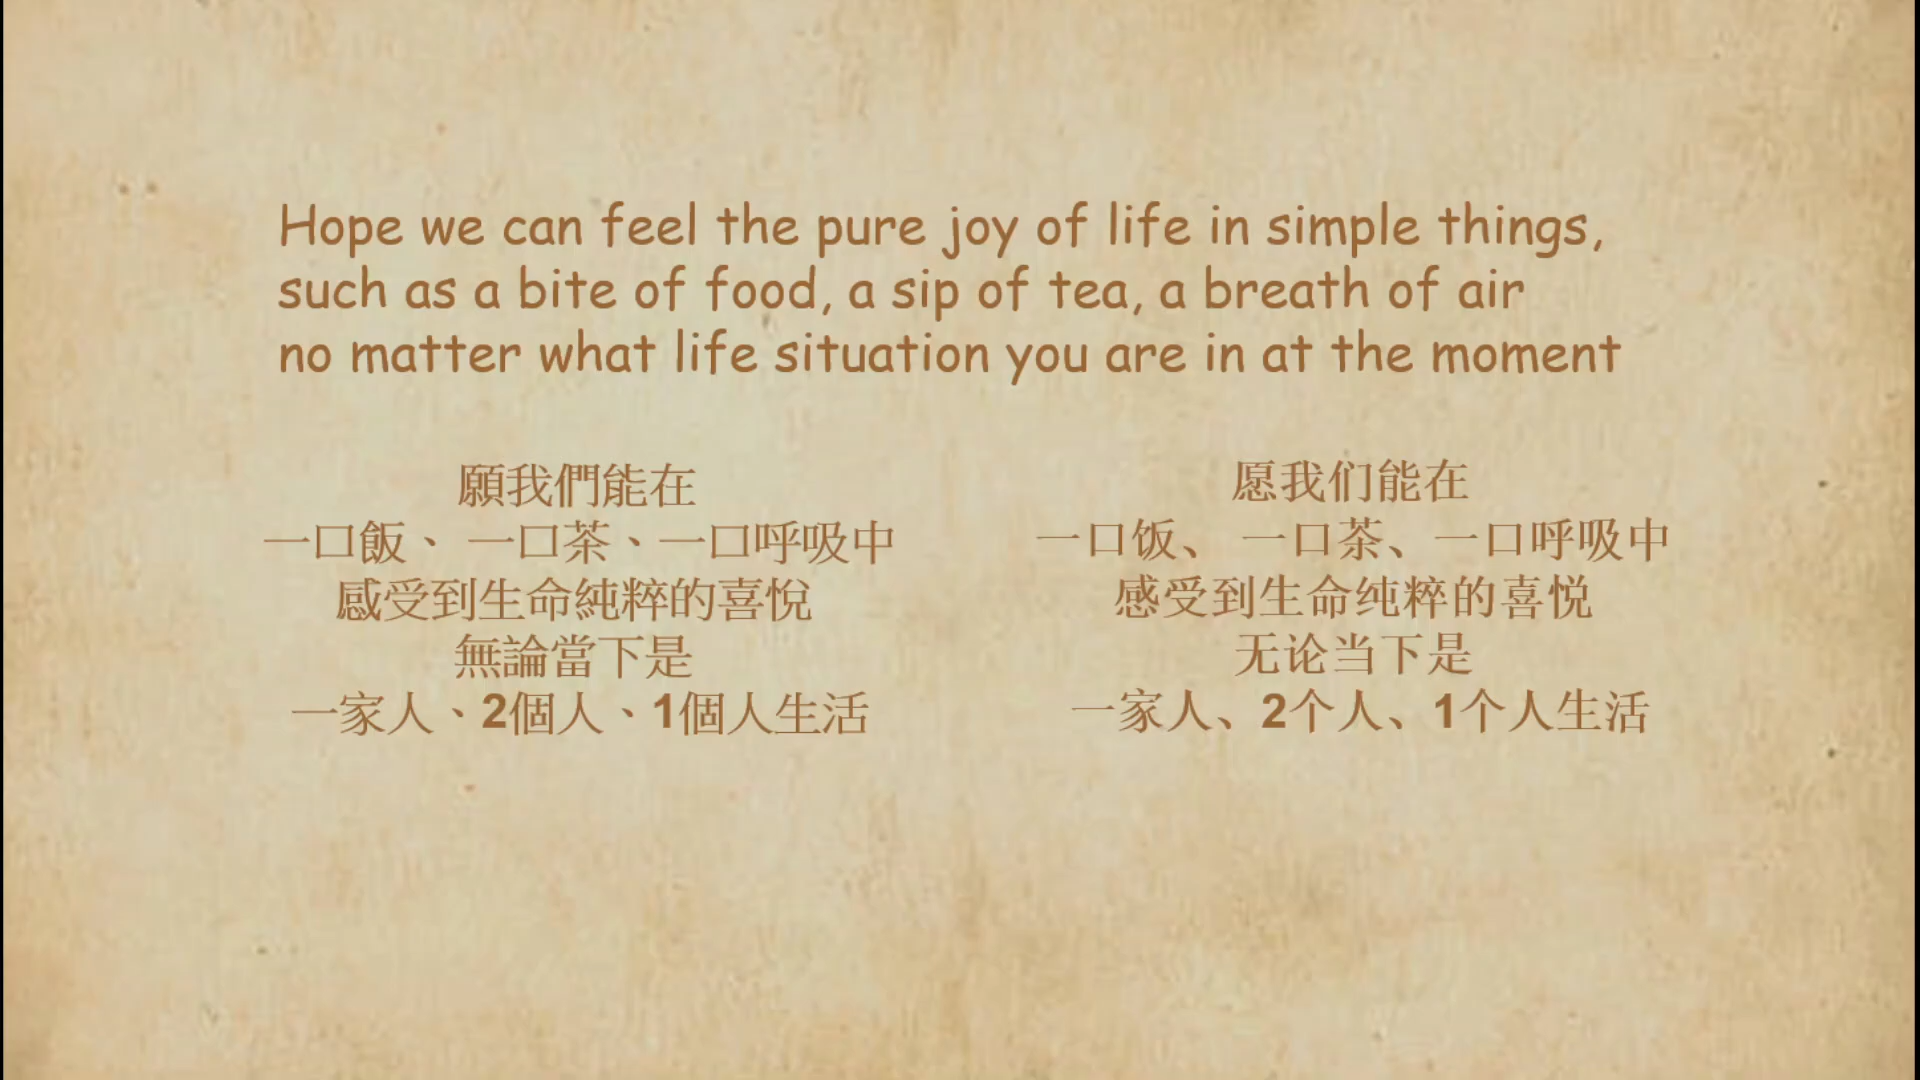 Hope we can feel the pure joy of life in simple things,
such as a bite of food, a sip of tea, a breath of air
no matter what life situation you are in at the moment
願我們能在
一口飯、 一口茶、一口呼吸中
感受到生命純粹的喜悅
無論當下是
一家人、2個人、1個人生活
愿我们能在
一口饭、 一口茶、一口呼吸中
感受到生命纯粹的喜悦
无论当下是
一家人、2个人、1个人生活